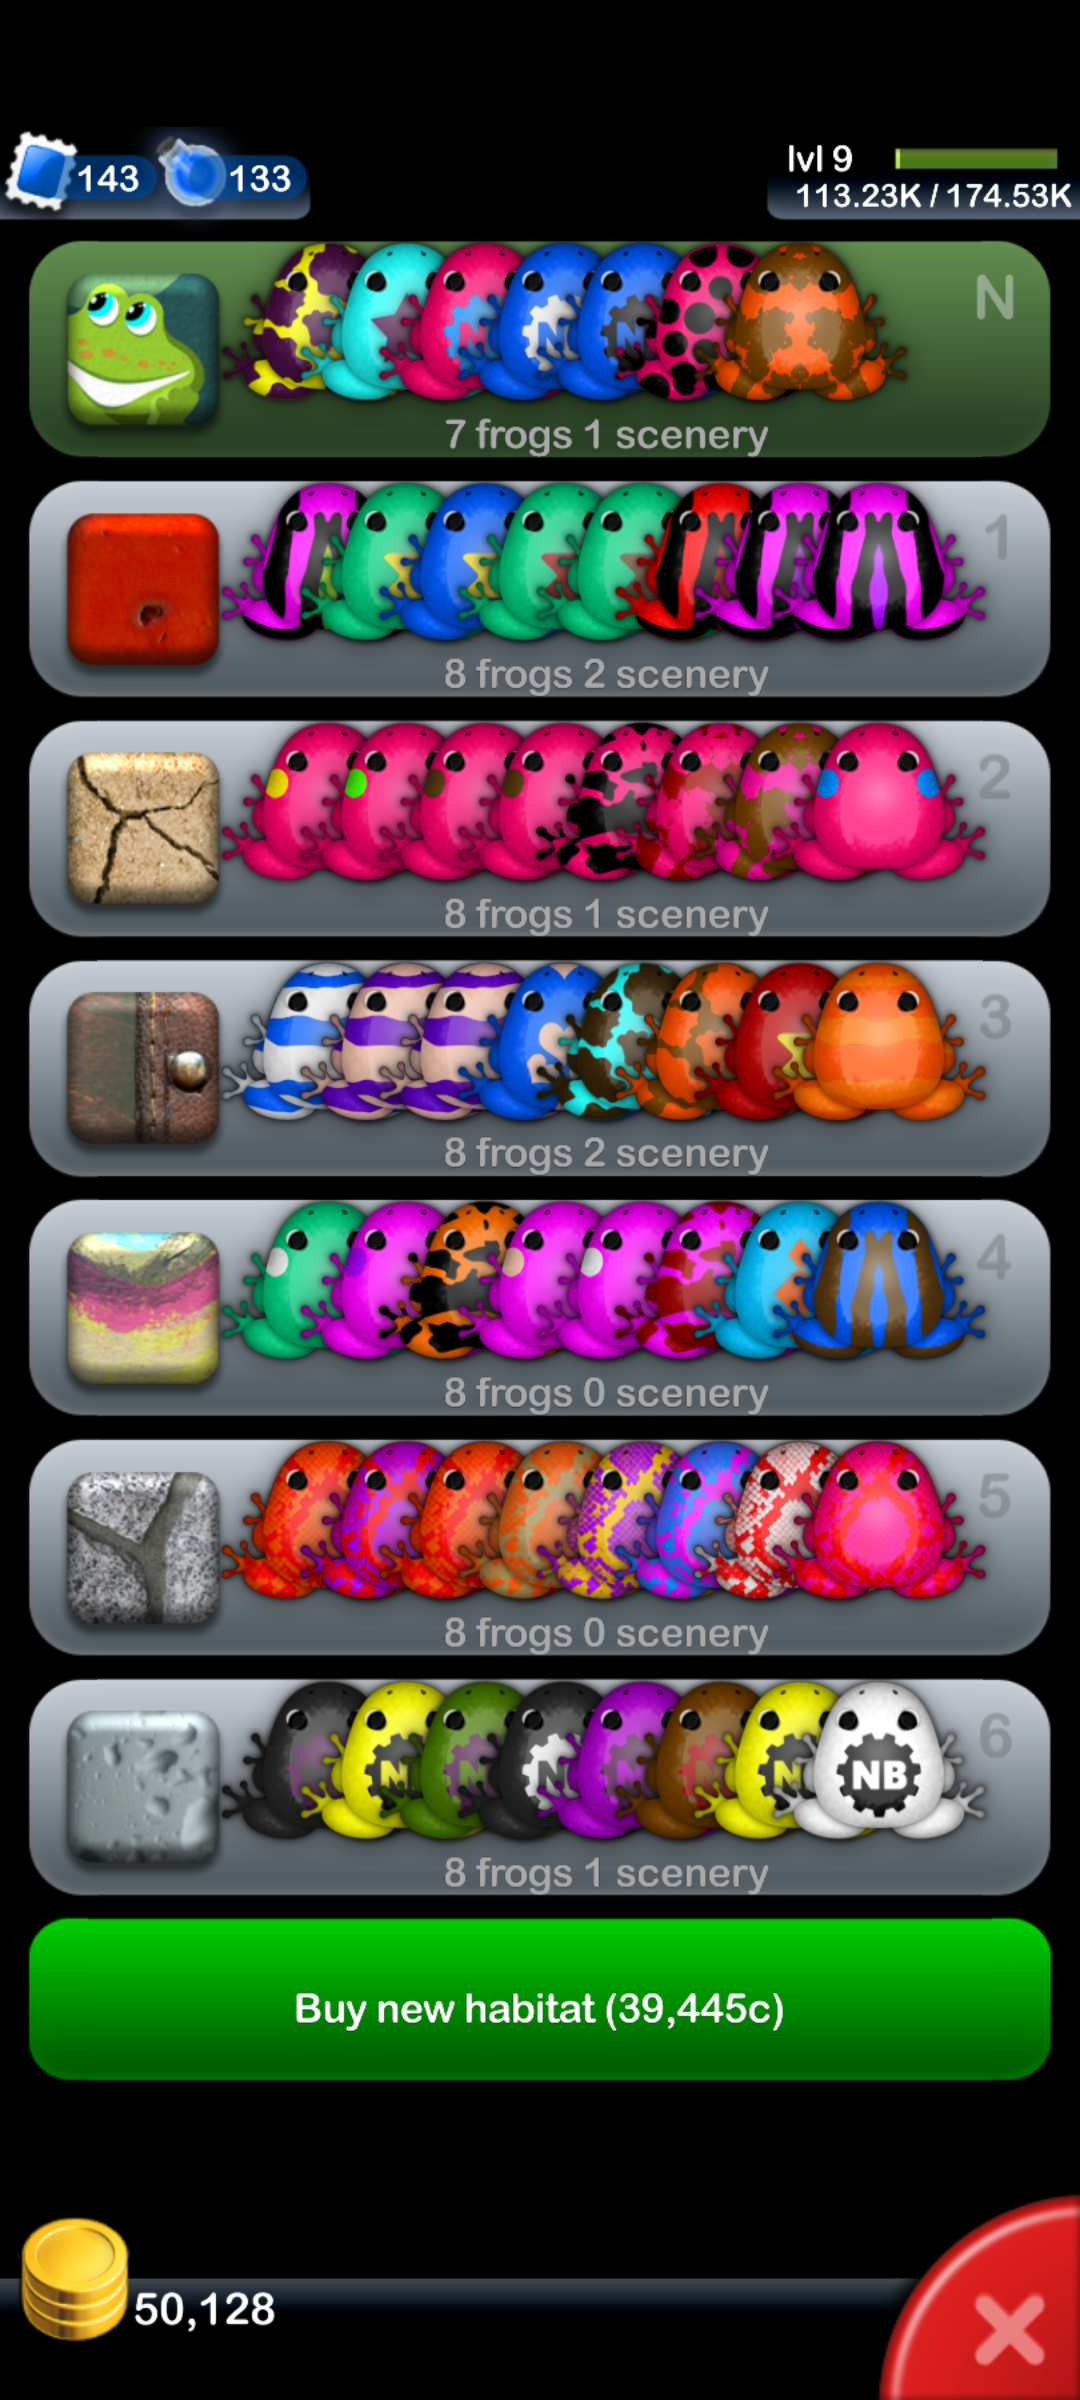 143
133
lvl 9
113.23K / 174.53K
N
7 frogs 1 scenery
1
8 frogs 2 scenery
2
8 frogs 1 scenery
3
8 frogs 2 scenery
4
8 frogs 0 scenery
5
8 frogs 0 scenery
NB
6
8 frogs 1 scenery
Buy new habitat (39,445c)
50,128